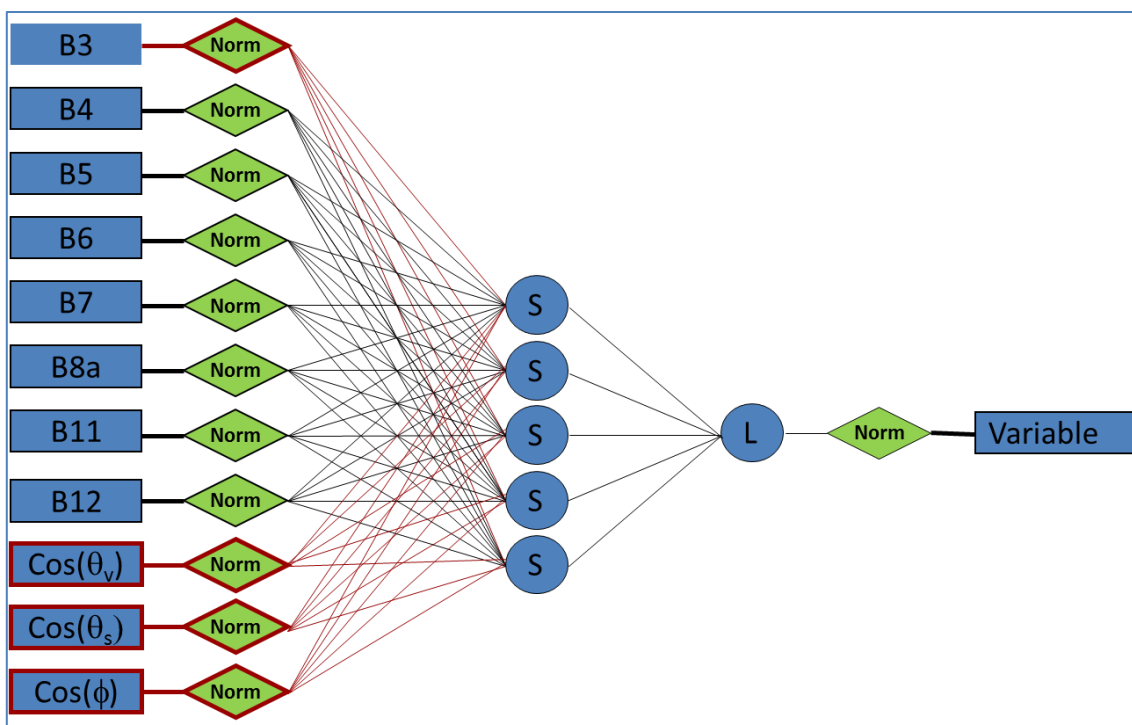 B3 Norm
B4 Norm
B5 Norm
B6 Norm
B7 Norm S
B8a Norm S
B11 Norm S L Norm Variable
B12 Norm S
Cos(θv) Norm S
Cos(θs) Norm
Cos(ϕ) Norm